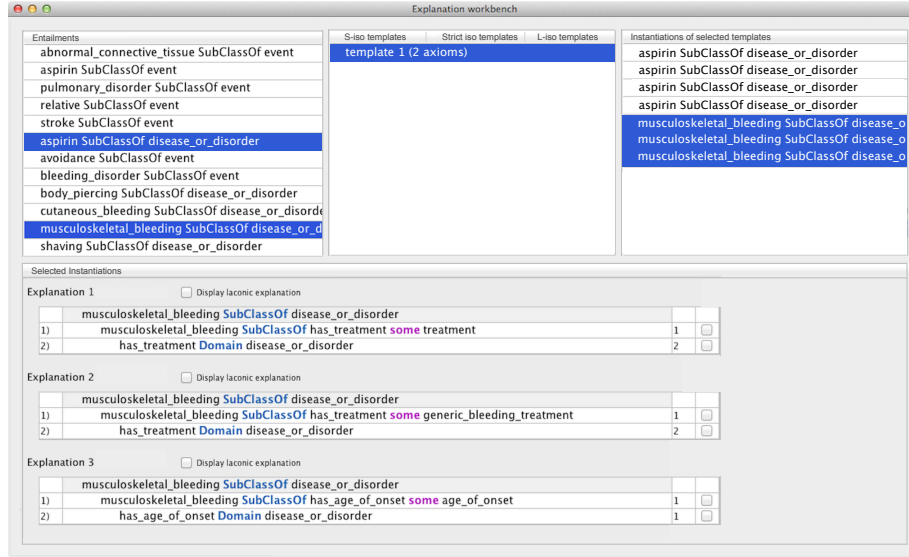 Explanation workbench
Entailments
abnormal_connective_tissue SubClassOf event
aspirin SubClassOf event
pulmonary_disorder SubClassOf event
relative SubClassOf event
stroke SubClassOf event
aspirin SubClassOf disease_or_disorder
avoidance SubClassOf event
bleeding_disorder SubClassOf event
body_piercing SubClassOf disease_or_disorder
cutaneous_bleeding SubClassOf disease_or_disorde
musculoskeletal_bleeding SubClassOf disease_or_d
shaving SubClassOf disease_or_disorder
S-iso templates Strict iso templates L-iso templates
template 1 (2 axioms)
Instantiations of selected templates
aspirin SubClassOf disease_or_disorder
aspirin SubClassOf disease_or_disorder
aspirin SubClassOf disease_or_disorder
aspirin SubClassOf disease_or_disorder
musculoskeletal_bleeding SubClassOf disease_o
musculoskeletal_bleeding SubClassOf disease_o
musculoskeletal_bleeding SubClassOf disease_o
Selected Instantiations
Explanation 1 Display laconic explanation
musculoskeletal_bleeding SubClassOf disease_or_disorder
1) musculoskeletal_bleeding SubClassOf has_treatment some treatment 1
2) has_treatment Domain disease_or_disorder 2
Explanation 2 Display laconic explanation
musculoskeletal_bleeding SubClassOf disease_or_disorder
1) musculoskeletal_bleeding SubClassOf has_treatment some generic_bleeding_treatment 1
2) has_treatment Domain disease_or_disorder 2
Explanation 3 Display laconic explanation
musculoskeletal_bleeding SubClassOf disease_or_disorder
1) musculoskeletal_bleeding SubClassOf has_age_of_onset some age_of_onset 1
2) has_age_of_onset Domain disease_or_disorder 1